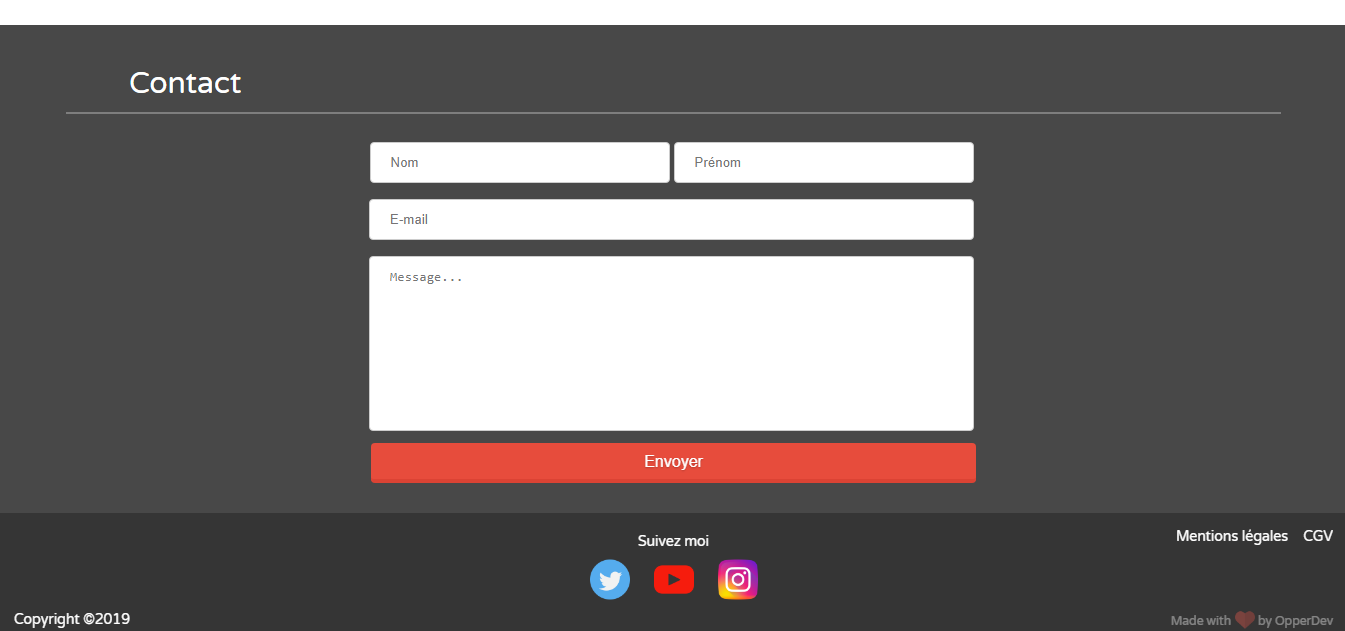 Contact
Nom
Prénom
E-mail
Message...
Envoyer
Suivez moi
Mentions légales CGV
Copyright ©2019
Made with ❤ by OpperDev